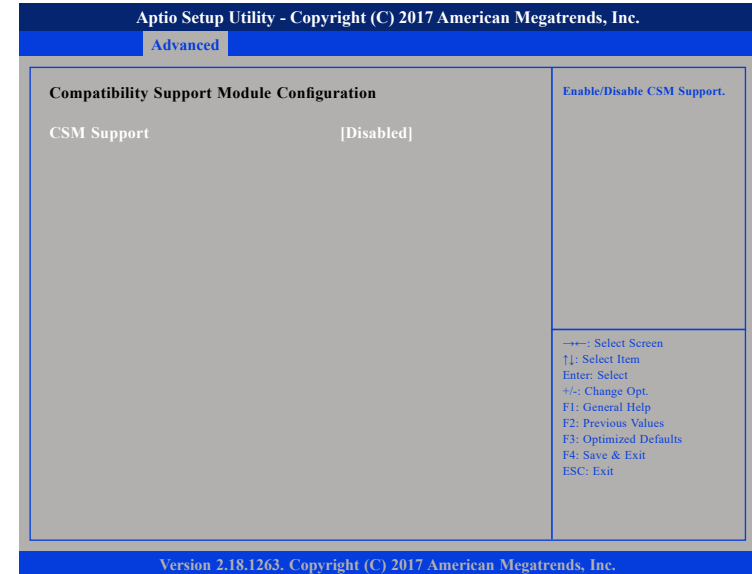 Aptio Setup Utility - Copyright (C) 2017 American Megatrends, Inc.
Advanced
Compatibility Support Module Configuration
CSM Support [Disabled]
Enable/Disable CSM Support.
→←: Select Screen
↑↓: Select Item
Enter: Select
+/-: Change Opt.
F1: General Help
F2: Previous Values
F3: Optimized Defaults
F4: Save & Exit
ESC: Exit
Version 2.18.1263. Copyright (C) 2017 American Megatrends, Inc.